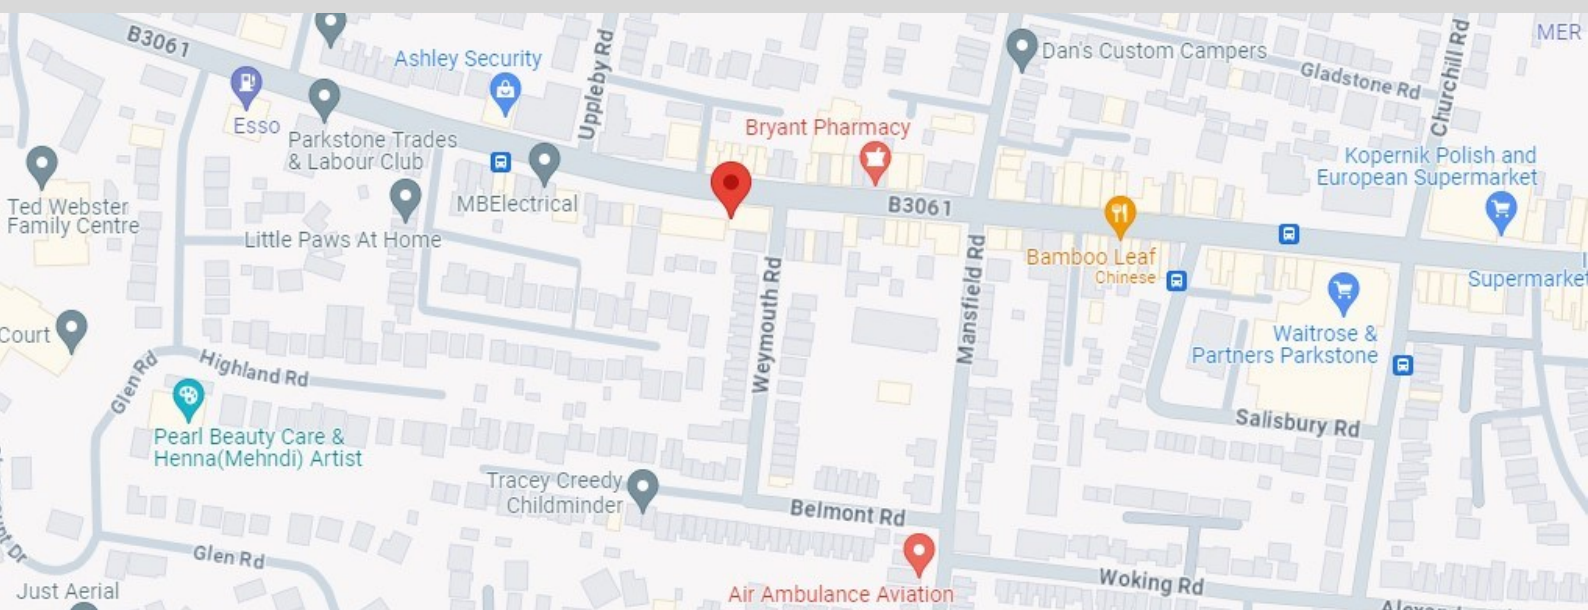 B3061
MER
Ashley Security
Uppleby Rd
Dan's Custom Campers
Gladstone Rd
Churchill Rd
Esso
Parkstone Trades
& Labour Club
Bryant Pharmacy
Kopernik Polish and
European Supermarket
Ted Webster
Family Centre
MBElectrical
B3061
Little Paws At Home
Bamboo Leaf
Chinese
Mansfield Rd
Weymouth Rd
Supermarket
Court
Waitrose &
Partners Parkstone
Glen Rd
Highland Rd
Salisbury Rd
Pearl Beauty Care &
Henna(Mehndi) Artist
Tracey Creedy
Childminder
Belmont Rd
Glen Rd
Woking Rd
Just Aerial
Air Ambulance Aviation